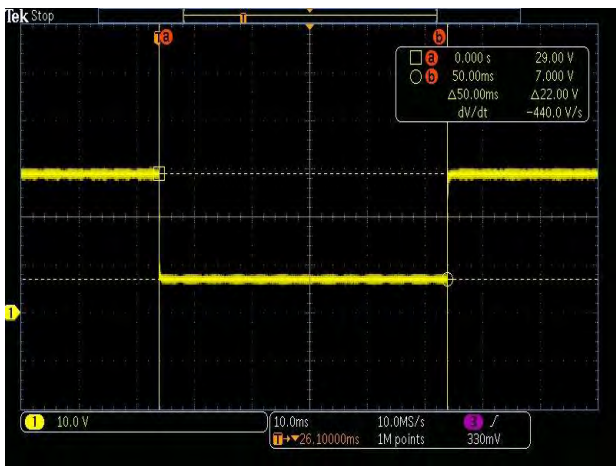 Tek Stop
T
T a b
a 0.000 s 29.00 V
b 50.00ms 7.000 V
Δ50.00ms Δ22.00 V
dV/dt -440.0 V/s
1
1 10.0 V
10.0ms 10.0MS/s 3
T→▼26.10000ms 1M points 330mV